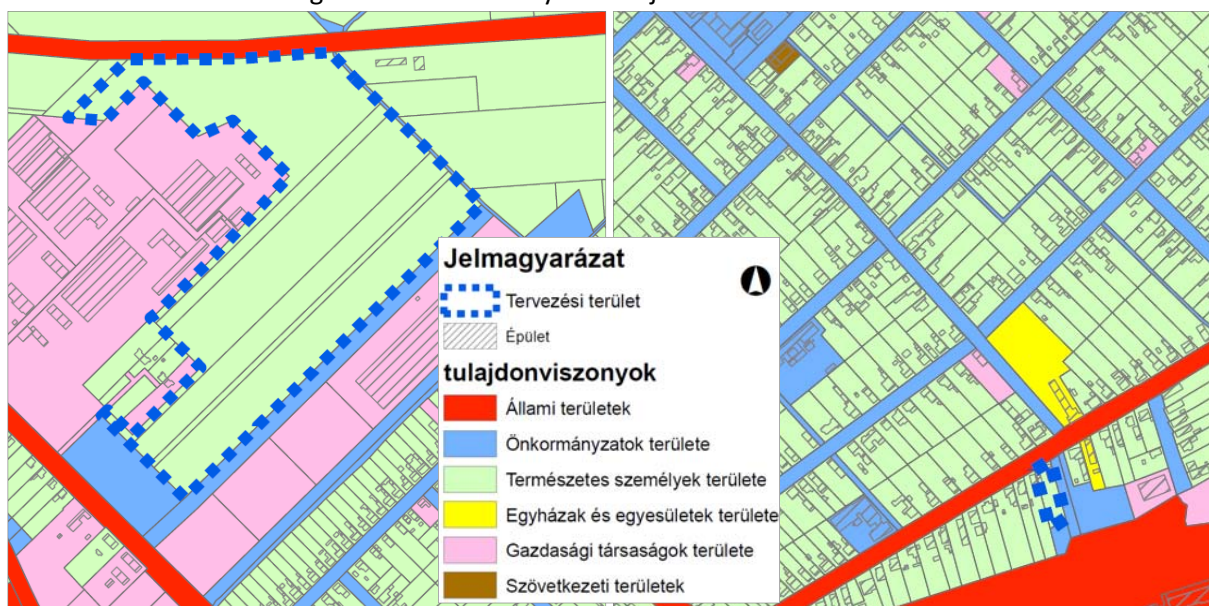 Jelmagyarázat
Tervezési terület
Épület
tulajdonviszonyok
Állami területek
Önkormányzatok területe
Természetes személyek területe
Egyházak és egyesületek területe
Gazdasági társaságok területe
Szövetkezeti területek